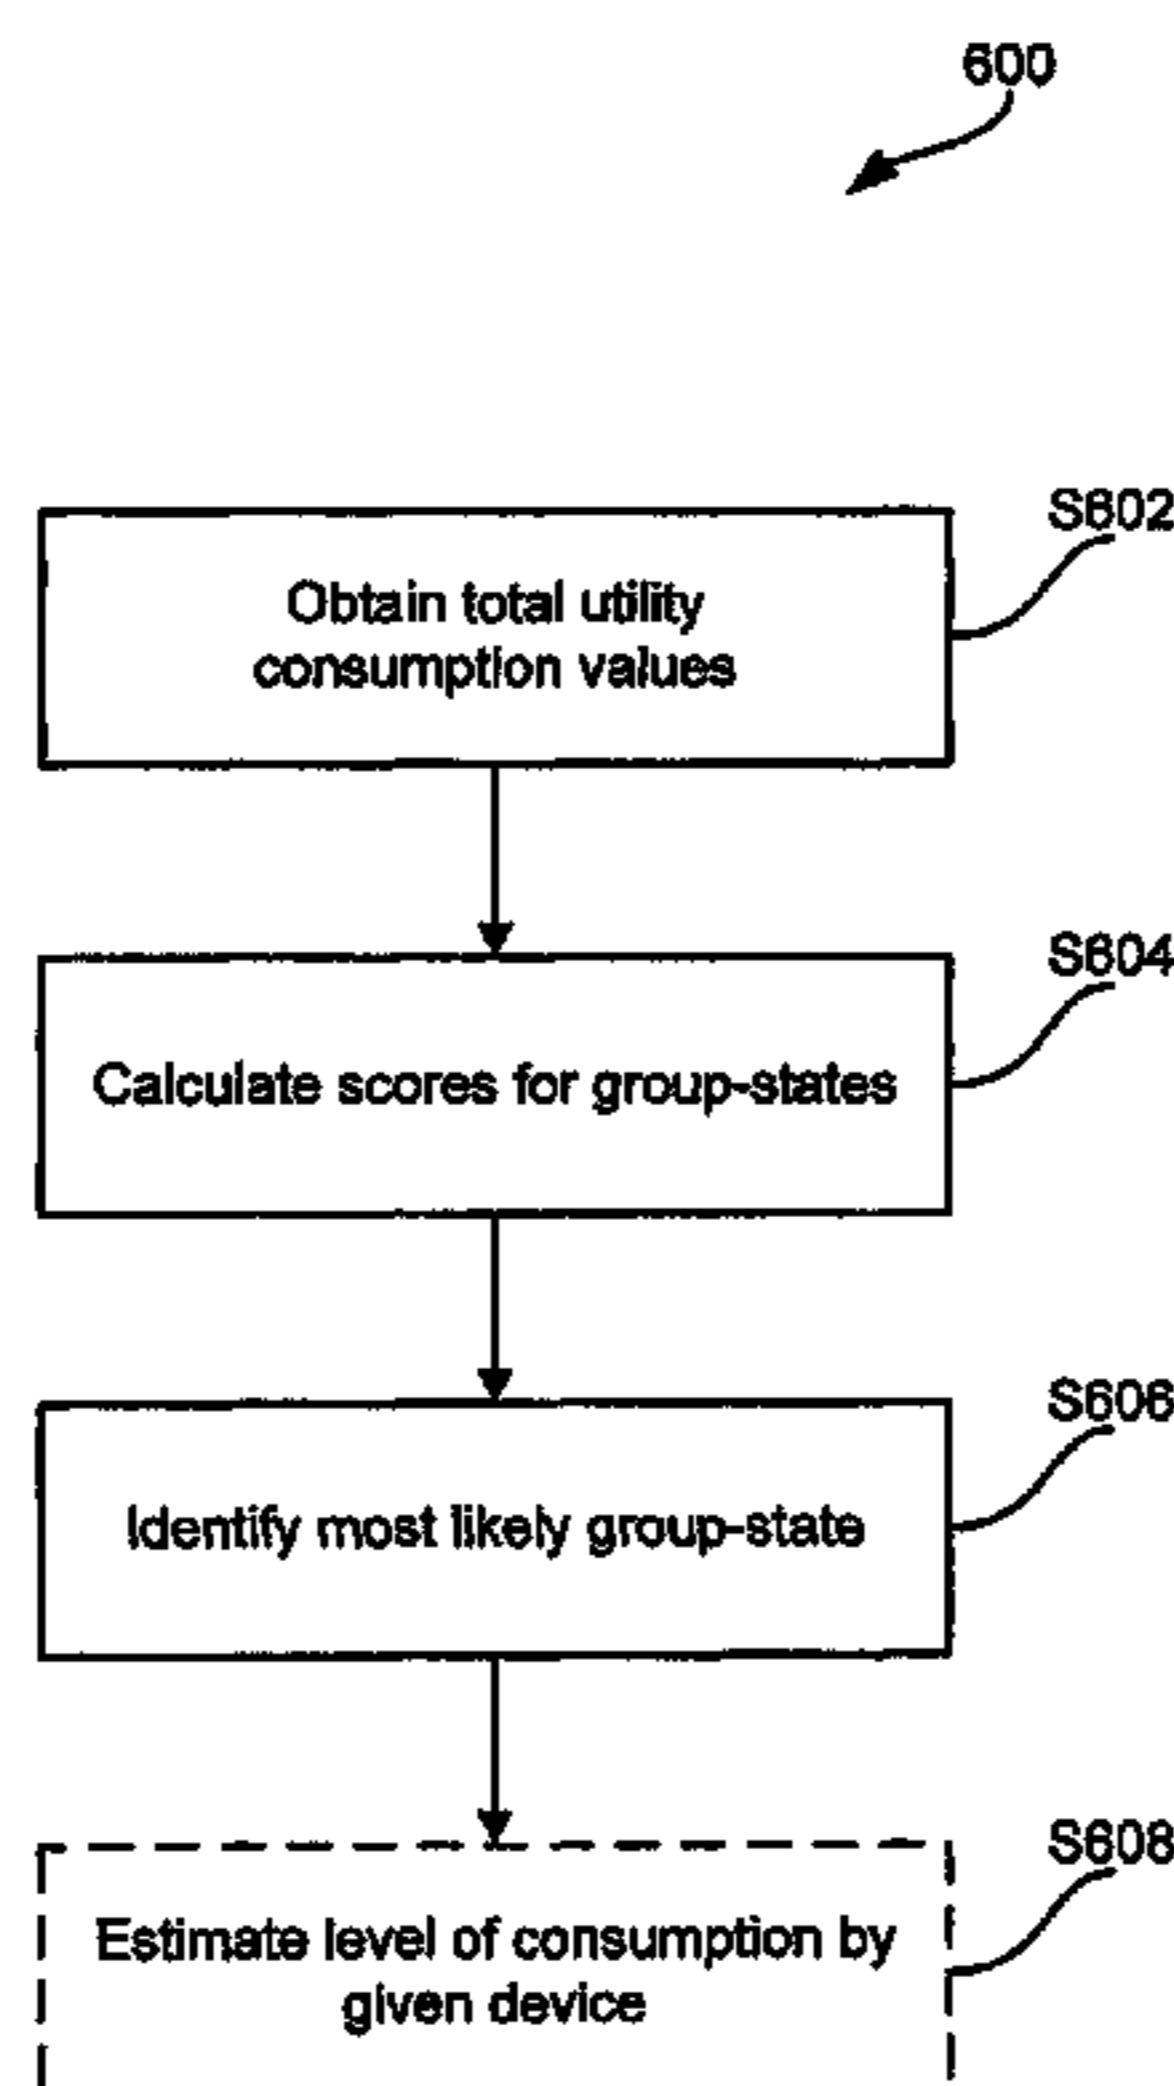 600
S602
Obtain total utility
consumption values
S604
Calculate scores for group-states
S606
Identify most likely group-state
S608
Estimate level of consumption by
given device